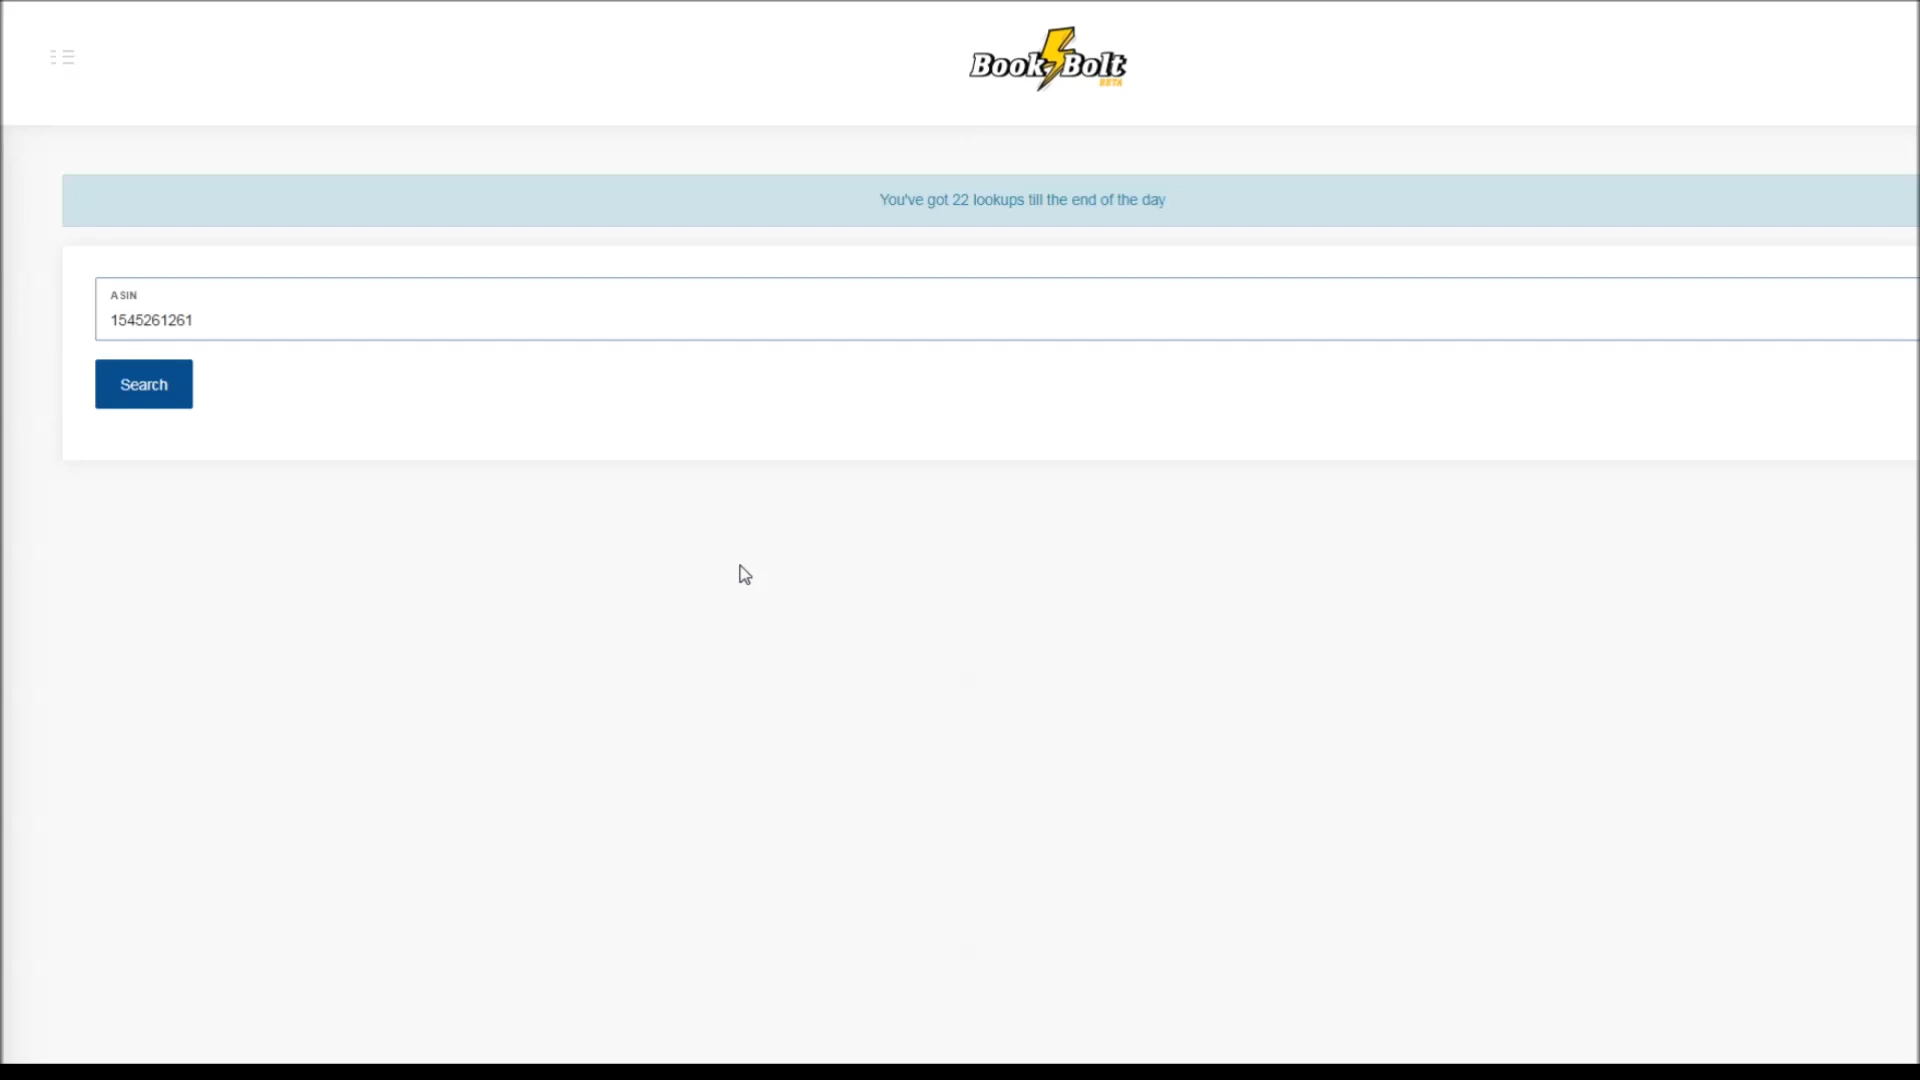 Book Bolt
BETA
You've got 22 lookups till the end of the day
ASIN
1545261261
Search